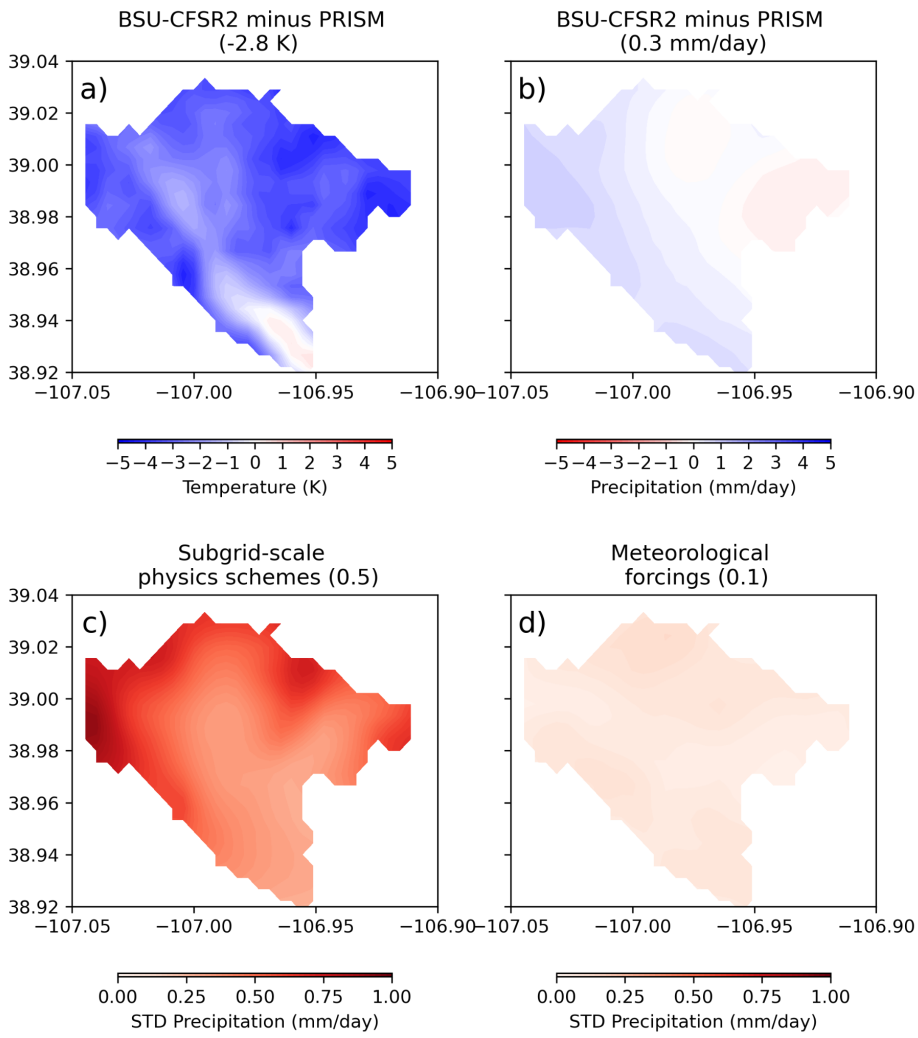 BSU-CFSR2 minus PRISM
(-2.8 K)
a)
39.04
39.02
39.00
38.98
38.96
38.94
38.92
−107.05 −107.00 −106.95 −106.90
−5 −4 −3 −2 −1 0 1 2 3 4 5
Temperature (K)
BSU-CFSR2 minus PRISM
(0.3 mm/day)
b)
−107.05 −107.00 −106.95 −106.90
−5 −4 −3 −2 −1 0 1 2 3 4 5
Precipitation (mm/day)
Subgrid-scale
physics schemes (0.5)
c)
39.04
39.02
39.00
38.98
38.96
38.94
38.92
−107.05 −107.00 −106.95 −106.90
0.00 0.25 0.50 0.75 1.00
STD Precipitation (mm/day)
Meteorological
forcings (0.1)
d)
−107.05 −107.00 −106.95 −106.90
0.00 0.25 0.50 0.75 1.00
STD Precipitation (mm/day)